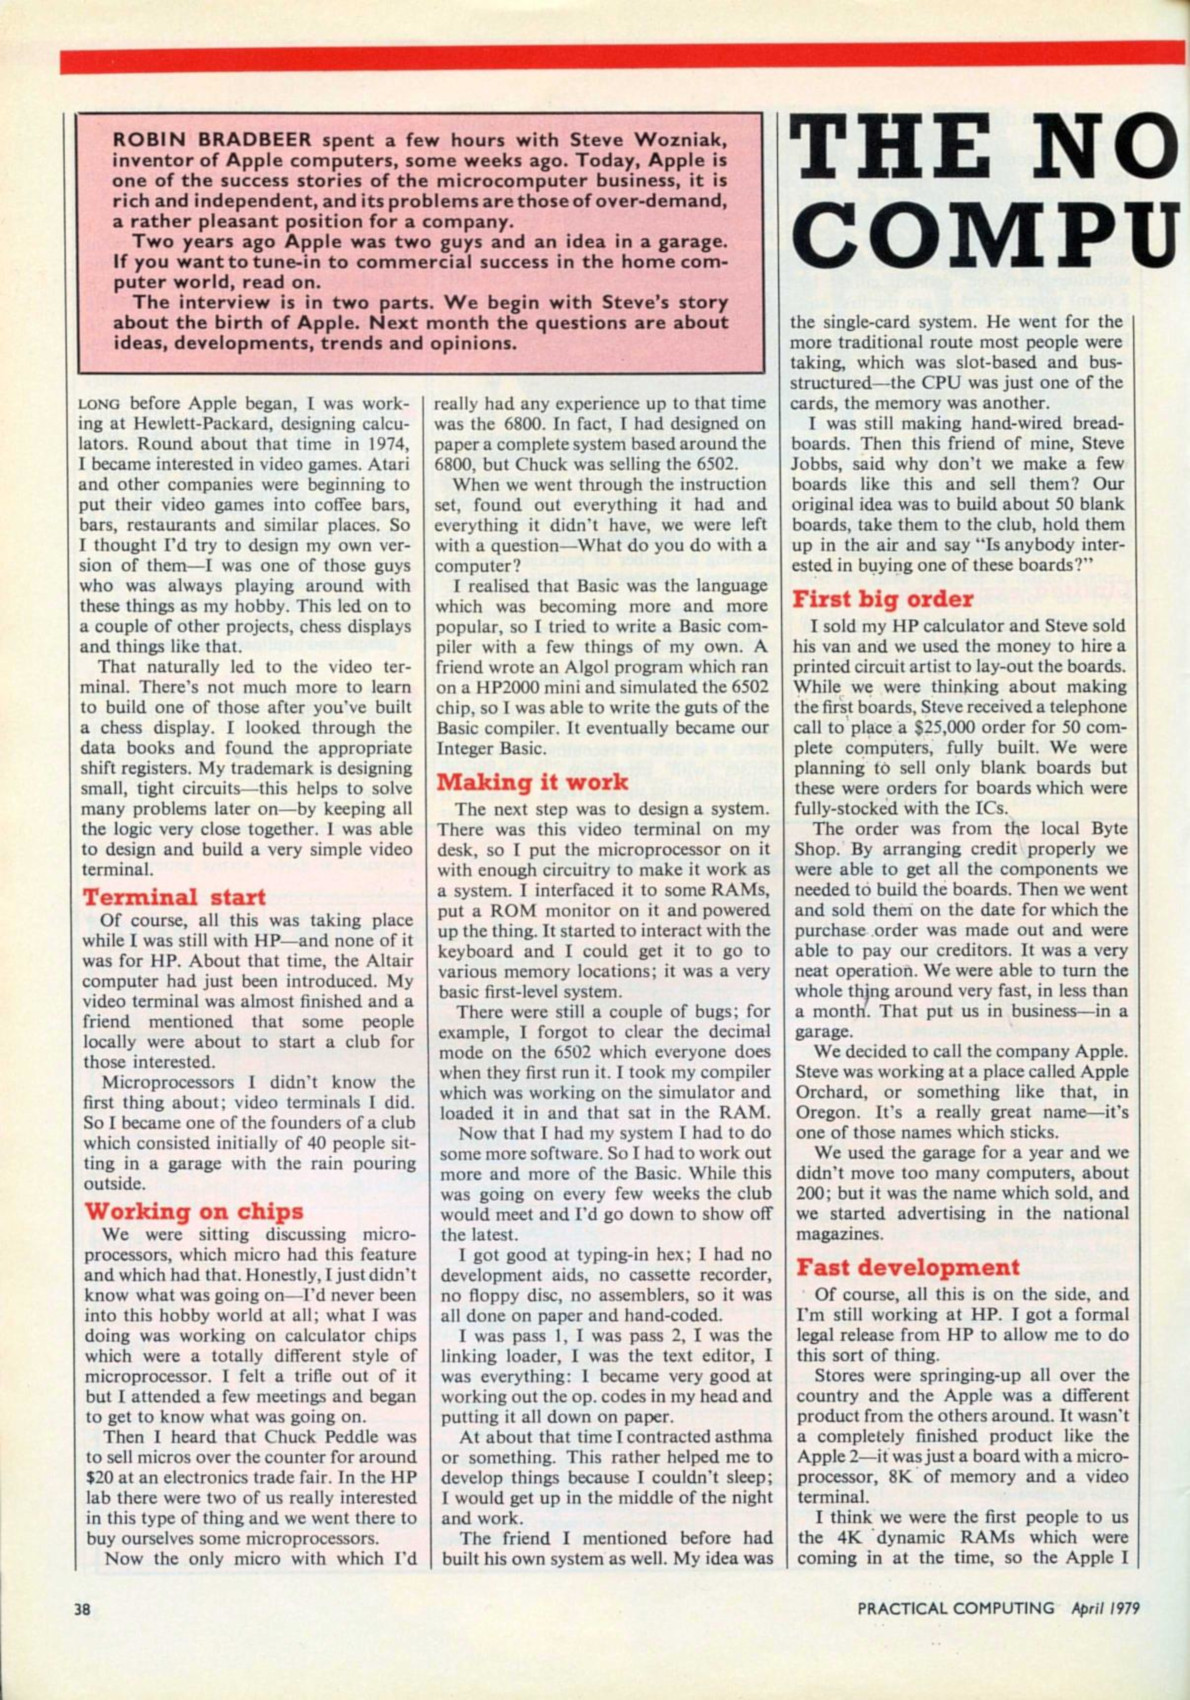 ROBIN BRADBEER spent a few hours with Steve Wozniak,
inventor of Apple computers, some weeks ago. Today, Apple is
one of the success stories of the microcomputer business, it is
rich and independent, and its problems are those of over-demand,
a rather pleasant position for a company.
Two years ago Apple was two guys and an idea in a garage.
If you want to tune-in to commercial success in the home com-
puter world, read on.
The interview is in two parts. We begin with Steve's story
about the birth of Apple. Next month the questions are about
ideas, developments, trends and opinions.
THE NO
COMPU
LONG before Apple began, I was work-
ing at Hewlett-Packard, designing calcu-
lators. Round about that time in 1974,
I became interested in video games. Atari
and other companies were beginning to
put their video games into coffee bars,
bars, restaurants and similar places. So
I thought I'd try to design my own ver-
sion of them—I was one of those guys
who was always playing around with
these things as my hobby. This led on to
a couple of other projects, chess displays
and things like that.
That naturally led to the video ter-
minal. There's not much more to learn
to build one of those after you've built
a chess display. I looked through the
data books and found the appropriate
shift registers. My trademark is designing
small, tight circuits—this helps to solve
many problems later on—by keeping all
the logic very close together. I was able
to design and build a very simple video
terminal.
Terminal start
Of course, all this was taking place
while I was still with HP—and none of it
was for HP. About that time, the Altair
computer had just been introduced. My
video terminal was almost finished and a
friend mentioned that some people
locally were about to start a club for
those interested.
Microprocessors I didn't know the
first thing about; video terminals I did.
So I became one of the founders of a club
which consisted initially of 40 people sit-
ting in a garage with the rain pouring
outside.
Working on chips
We were sitting discussing micro-
processors, which micro had this feature
and which had that. Honestly, I just didn't
know what was going on—I'd never been
into this hobby world at all; what I was
doing was working on calculator chips
which were a totally different style of
microprocessor. I felt a trifle out of it
but I attended a few meetings and began
to get to know what was going on.
Then I heard that Chuck Peddle was
to sell micros over the counter for around
$20 at an electronics trade fair. In the HP
lab there were two of us really interested
in this type of thing and we went there to
buy ourselves some microprocessors.
Now the only micro with which I'd
really had any experience up to that time
was the 6800. In fact, I had designed on
paper a complete system based around the
6800, but Chuck was selling the 6502.
When we went through the instruction
set, found out everything it had and
everything it didn't have, we were left
with a question—What do you do with a
computer?
I realised that Basic was the language
which was becoming more and more
popular, so I tried to write a Basic com-
piler with a few things of my own. A
friend wrote an Algol program which ran
on a HP2000 mini and simulated the 6502
chip, so I was able to write the guts of the
Basic compiler. It eventually became our
Integer Basic.
Making it work
The next step was to design a system.
There was this video terminal on my
desk, so I put the microprocessor on it
with enough circuitry to make it work as
a system. I interfaced it to some RAMs,
put a ROM monitor on it and powered
up the thing. It started to interact with the
keyboard and I could get it to go to
various memory locations; it was a very
basic first-level system.
There were still a couple of bugs; for
example, I forgot to clear the decimal
mode on the 6502 which everyone does
when they first run it. I took my compiler
which was working on the simulator and
loaded it in and that sat in the RAM.
Now that I had my system I had to do
some more software. So I had to work out
more and more of the Basic. While this
was going on every few weeks the club
would meet and I'd go down to show off
the latest.
I got good at typing-in hex; I had no
development aids, no cassette recorder,
no floppy disc, no assemblers, so it was
all done on paper and hand-coded.
I was pass 1, I was pass 2, I was the
linking loader, I was the text editor, I
was everything: I became very good at
working out the op. codes in my head and
putting it all down on paper.
At about that time I contracted asthma
or something. This rather helped me to
develop things because I couldn't sleep;
I would get up in the middle of the night
and work.
The friend I mentioned before had
built his own system as well. My idea was
the single-card system. He went for the
more traditional route most people were
taking, which was slot-based and bus-
structured—the CPU was just one of the
cards, the memory was another.
I was still making hand-wired bread-
boards. Then this friend of mine, Steve
Jobbs, said why don't we make a few
boards like this and sell them? Our
original idea was to build about 50 blank
boards, take them to the club, hold them
up in the air and say "Is anybody inter-
ested in buying one of these boards?"
First big order
I sold my HP calculator and Steve sold
his van and we used the money to hire a
printed circuit artist to lay-out the boards.
While we were thinking about making
the first boards, Steve received a telephone
call to place a $25,000 order for 50 com-
plete computers, fully built. We were
planning to sell only blank boards but
these were orders for boards which were
fully-stocked with the ICs.
The order was from the local Byte
Shop. By arranging credit properly we
were able to get all the components we
needed to build the boards. Then we went
and sold them on the date for which the
purchase order was made out and were
able to pay our creditors. It was a very
neat operation. We were able to turn the
whole thing around very fast, in less than
a month. That put us in business—in a
garage.
We decided to call the company Apple.
Steve was working at a place called Apple
Orchard, or something like that, in
Oregon. It's a really great name—it's
one of those names which sticks.
We used the garage for a year and we
didn't move too many computers, about
200; but it was the name which sold, and
we started advertising in the national
magazines.
Fast development
Of course, all this is on the side, and
I'm still working at HP. I got a formal
legal release from HP to allow me to do
this sort of thing.
Stores were springing-up all over the
country and the Apple was a different
product from the others around. It wasn't
a completely finished product like the
Apple 2—it was just a board with a micro-
processor, 8K of memory and a video
terminal.
I think we were the first people to us
the 4K dynamic RAMs which were
coming in at the time, so the Apple I
38
PRACTICAL COMPUTING April 1979